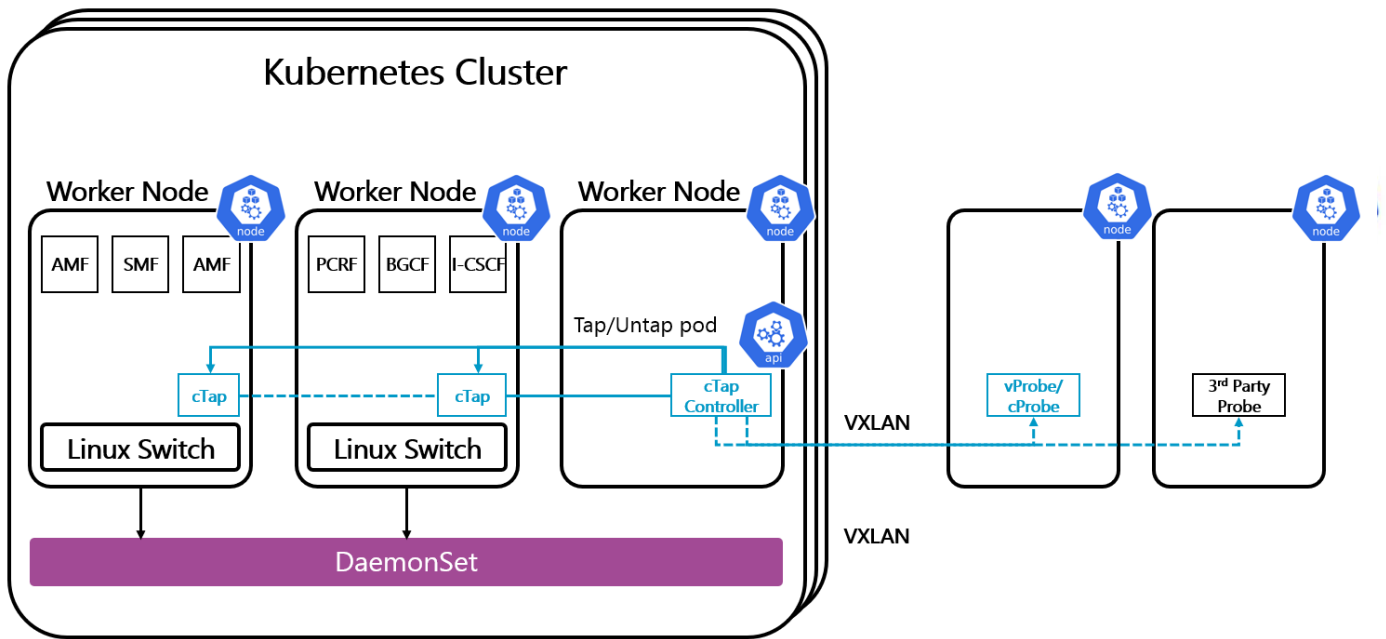 Kubernetes Cluster
Worker Node
Worker Node
Worker Node
node
node
node
node
node
AMF
SMF
AMF
PCRF
BGCF
I-CSCF
Tap/Untap pod
api
cTap
cTap
cTap
Controller
vProbe/
cProbe
3rd Party
Probe
VXLAN
Linux Switch
Linux Switch
VXLAN
DaemonSet